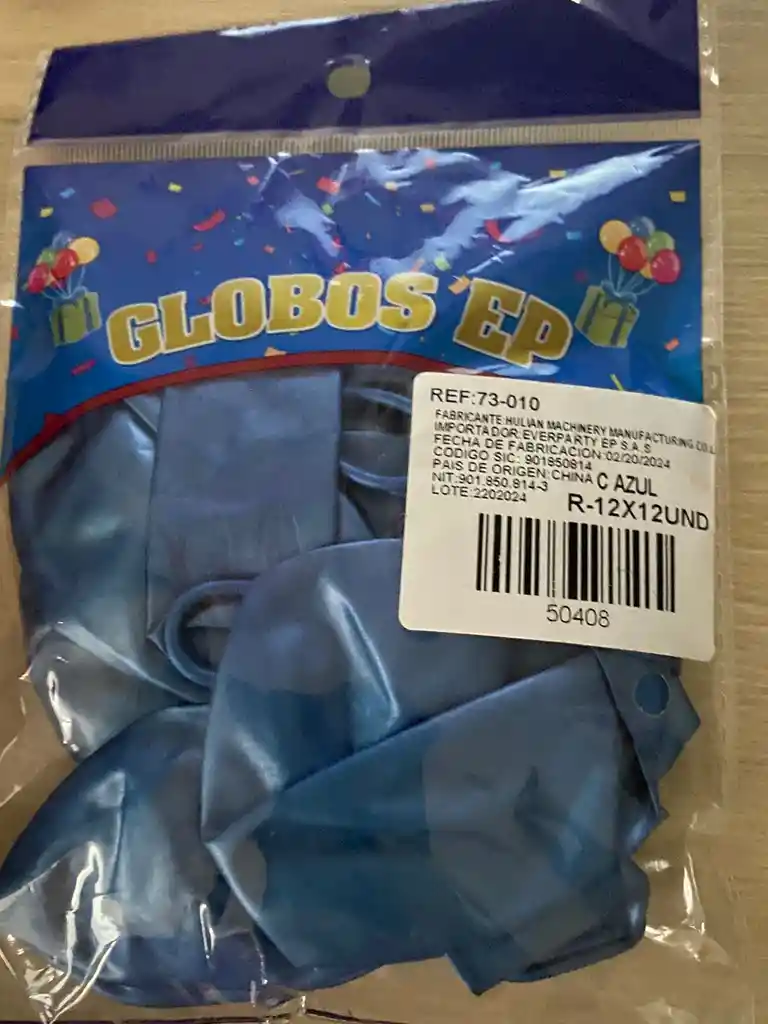 GLOBOS EP
REF:73-010
FABRICANTE:HULIAN MACHINERY MANUFACTURING CO.L
IMPORTADOR:EVERPARTY EP S.A.S
FECHA DE FABRICACION:02/20/2024
CODIGO SIC: 901850814
PAIS DE ORIGEN:CHINA
C AZUL
NIT:901.850.814-3
R-12X12UND
LOTE:2202024
50408